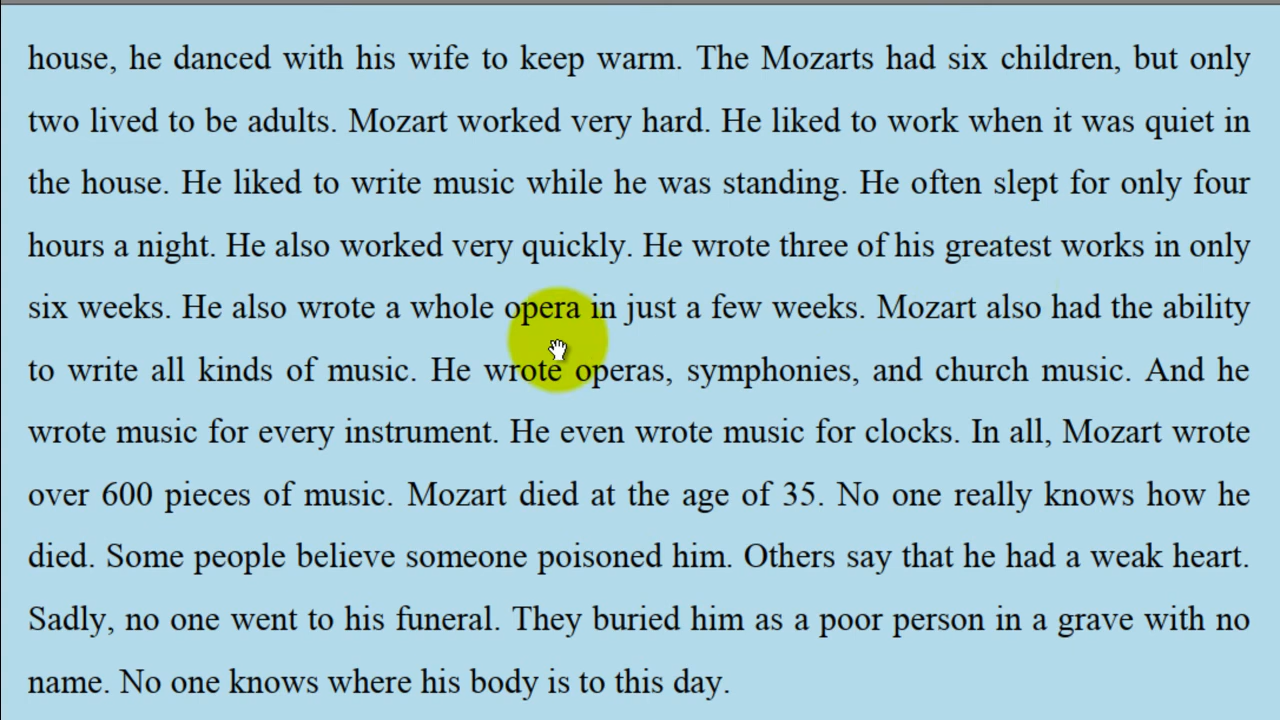 house, he danced with his wife to keep warm. The Mozarts had six children, but only
two lived to be adults. Mozart worked very hard. He liked to work when it was quiet in
the house. He liked to write music while he was standing. He often slept for only four
hours a night. He also worked very quickly. He wrote three of his greatest works in only
six weeks. He also wrote a whole opera in just a few weeks. Mozart also had the ability
to write all kinds of music. He wrote operas, symphonies, and church music. And he
wrote music for every instrument. He even wrote music for clocks. In all, Mozart wrote
over 600 pieces of music. Mozart died at the age of 35. No one really knows how he
died. Some people believe someone poisoned him. Others say that he had a weak heart.
Sadly, no one went to his funeral. They buried him as a poor person in a grave with no
name. No one knows where his body is to this day.